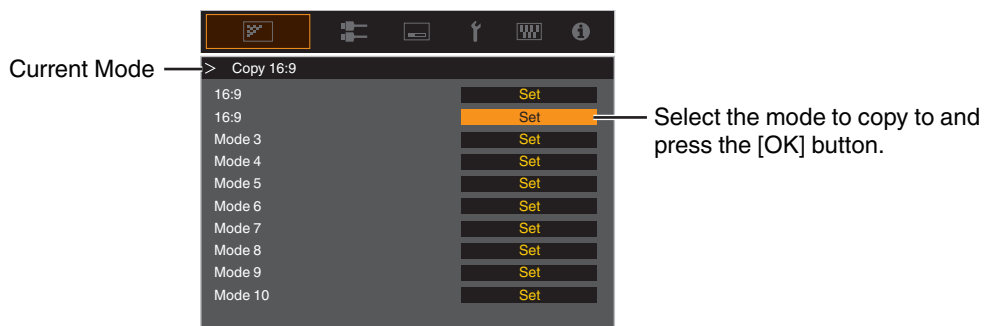 Current Mode
> Copy 16:9
16:9 Set
16:9 Set
Select the mode to copy to and
press the [OK] button.
Mode 3 Set
Mode 4 Set
Mode 5 Set
Mode 6 Set
Mode 7 Set
Mode 8 Set
Mode 9 Set
Mode 10 Set